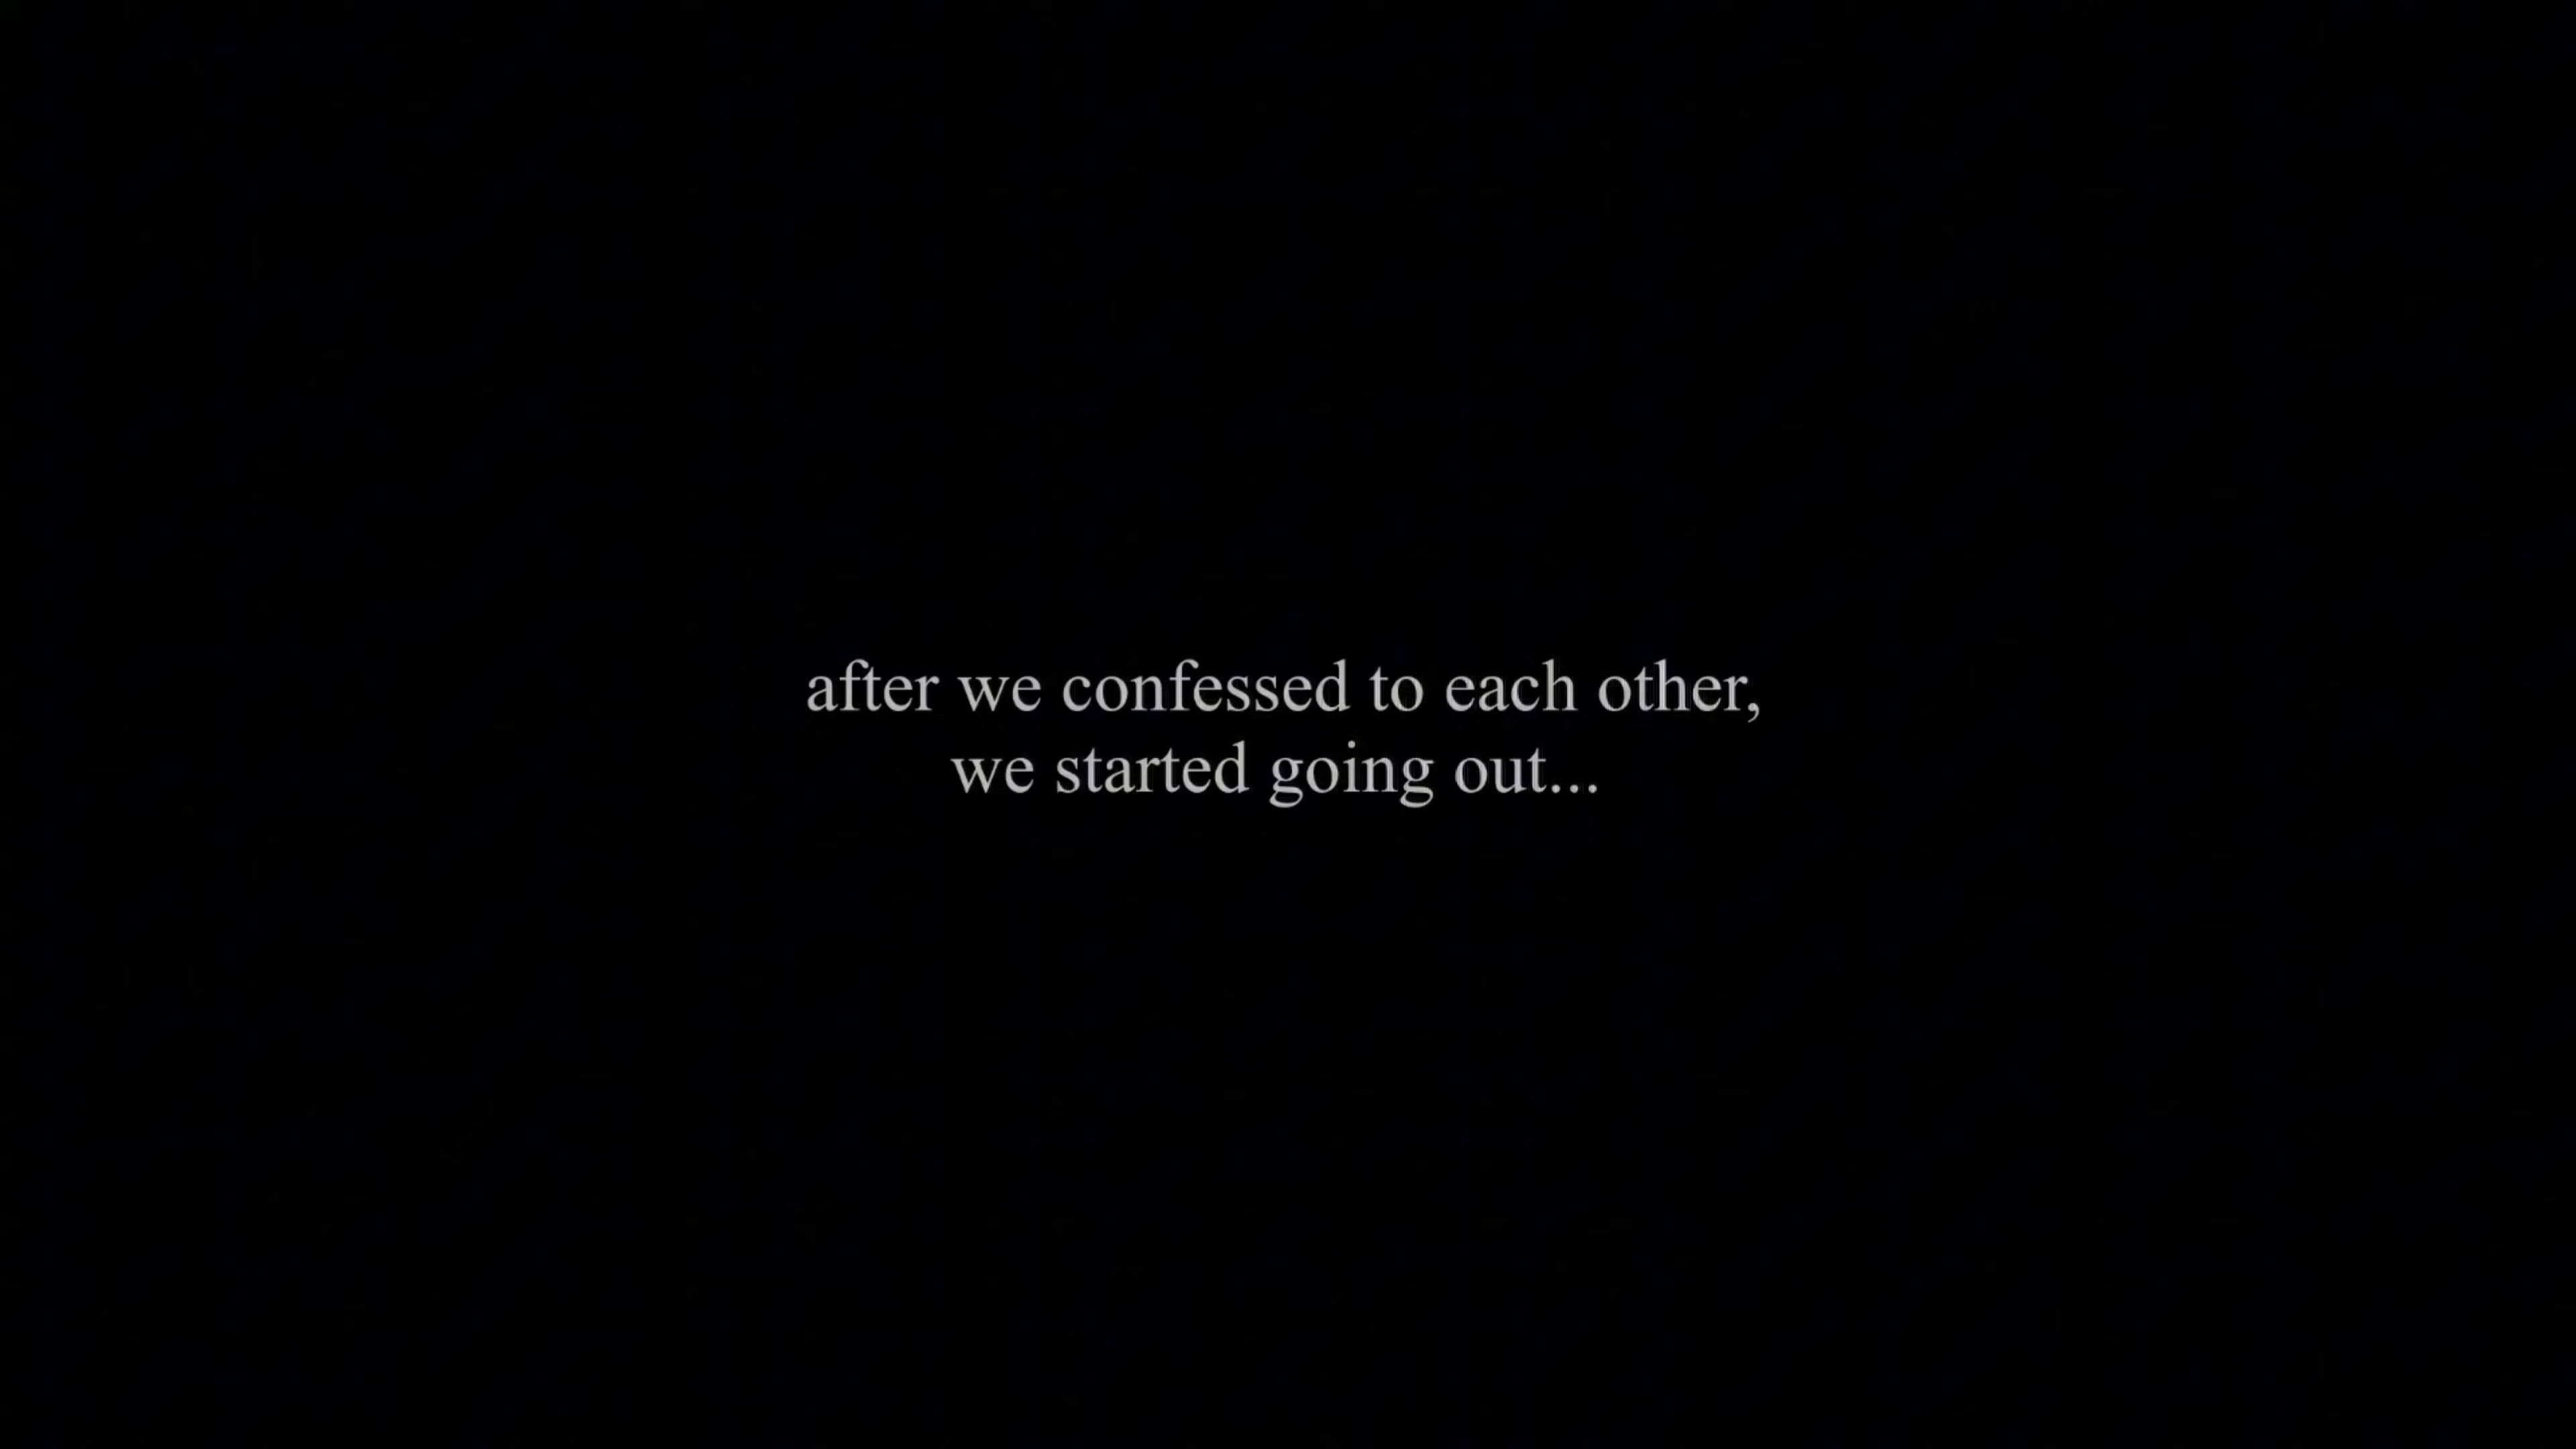 after we confessed to each other,
we started going out...